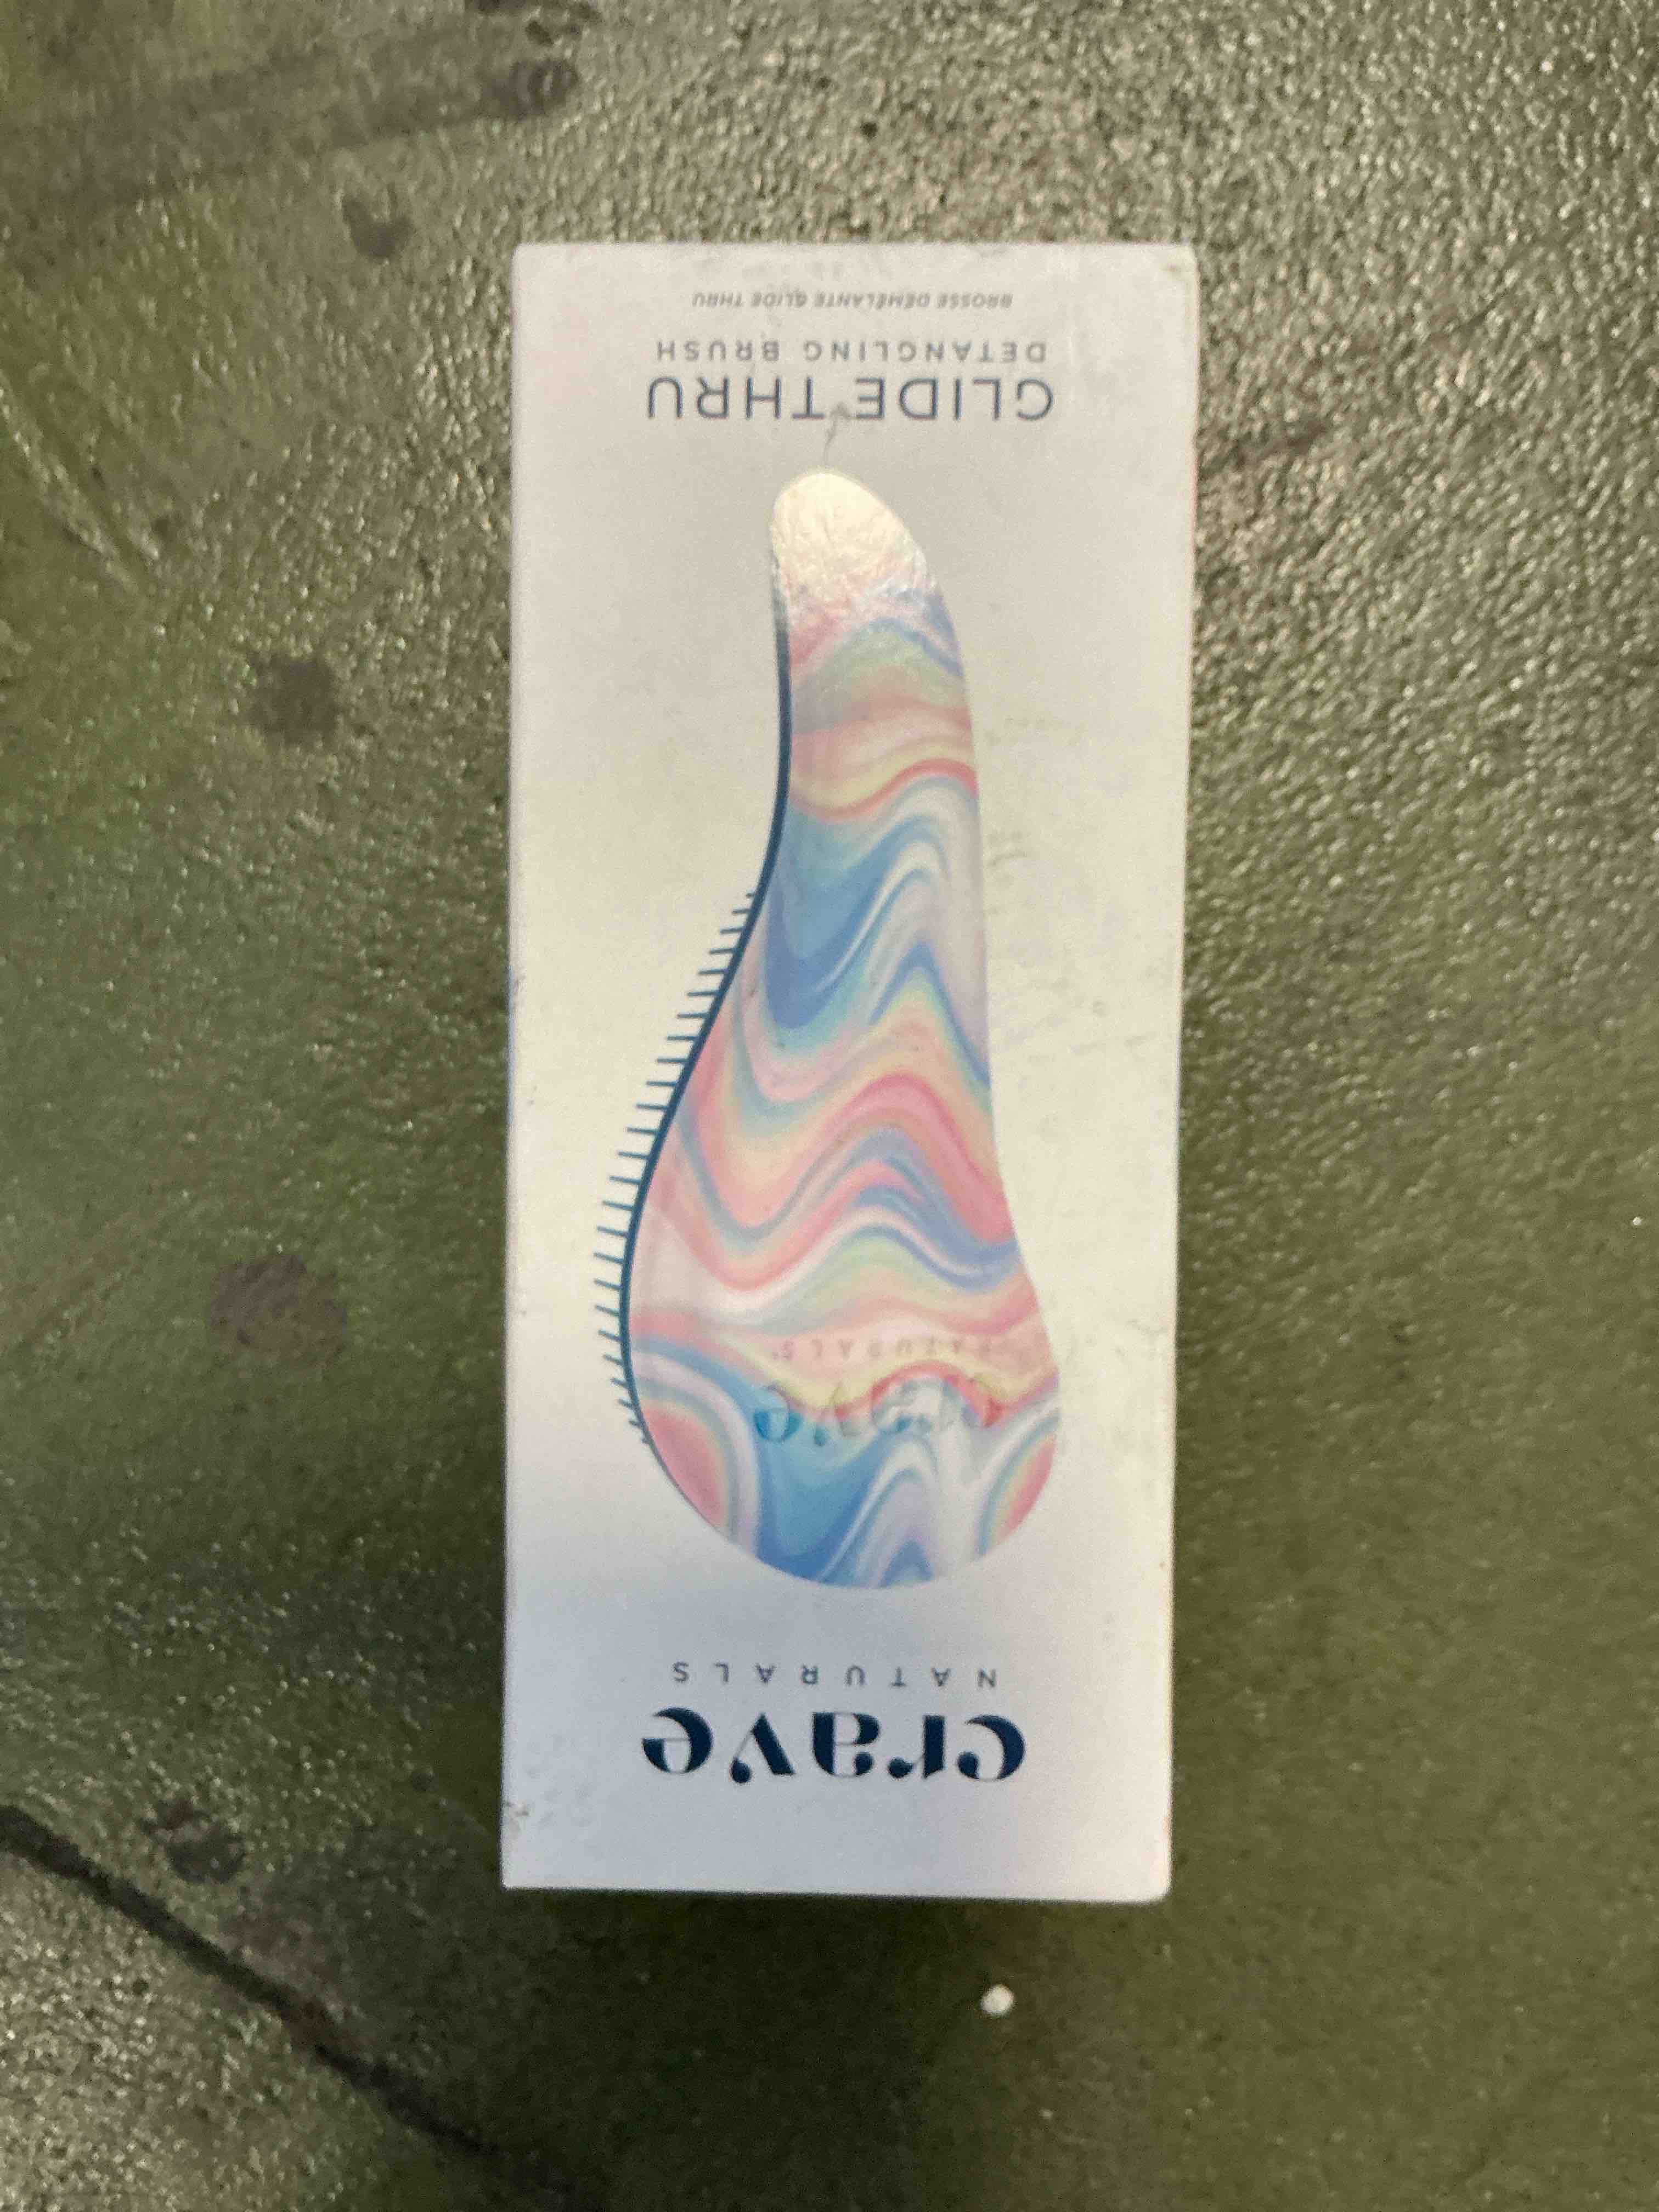 crave
NATURALS
crave
NATURALS
GLIDE THRU
DETANGLING BRUSH
BROSSE DÉMÊLANTE GLIDE THRU